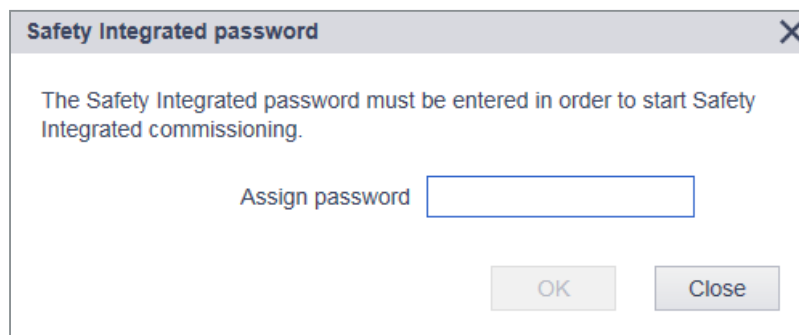 Safety Integrated password
The Safety Integrated password must be entered in order to start Safety
Integrated commissioning.
Assign password
OK
Close